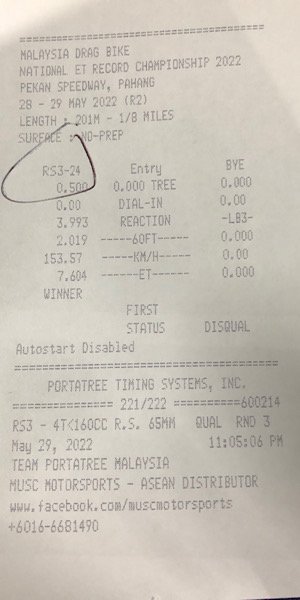 =====================================
MALAYSIA DRAG BIKE
NATIONAL ET RECORD CHAMPIONSHIP 2022
PEKAN SPEEDWAY, PAHANG
28 - 29 MAY 2022 (R2)
LENGTH : 201M - 1/8 MILES
SURFACE : NO-PREP
RS3-24 Entry BYE
0.500 0.000 TREE 0.000
0.00 DIAL-IN 0.00
3.993 REACTION -LB3-
2.019 -----60FT----- 0.000
153.57 -----KM/H----- 0.00
7.604 ------ET------ 0.000
WINNER
FIRST
STATUS DISQUAL
Autostart Disabled
=====================================
PORTATREE TIMING SYSTEMS, INC.
=============== 221/222 ==========600214
RS3 - 4T<160CC R.S. 65MM QUAL RND 3
May 29, 2022 11:05:06 PM
TEAM PORTATREE MALAYSIA
MUSC MOTORSPORTS - ASEAN DISTRIBUTOR
www.facebook.com/muscmotorsports
+6016-6681490